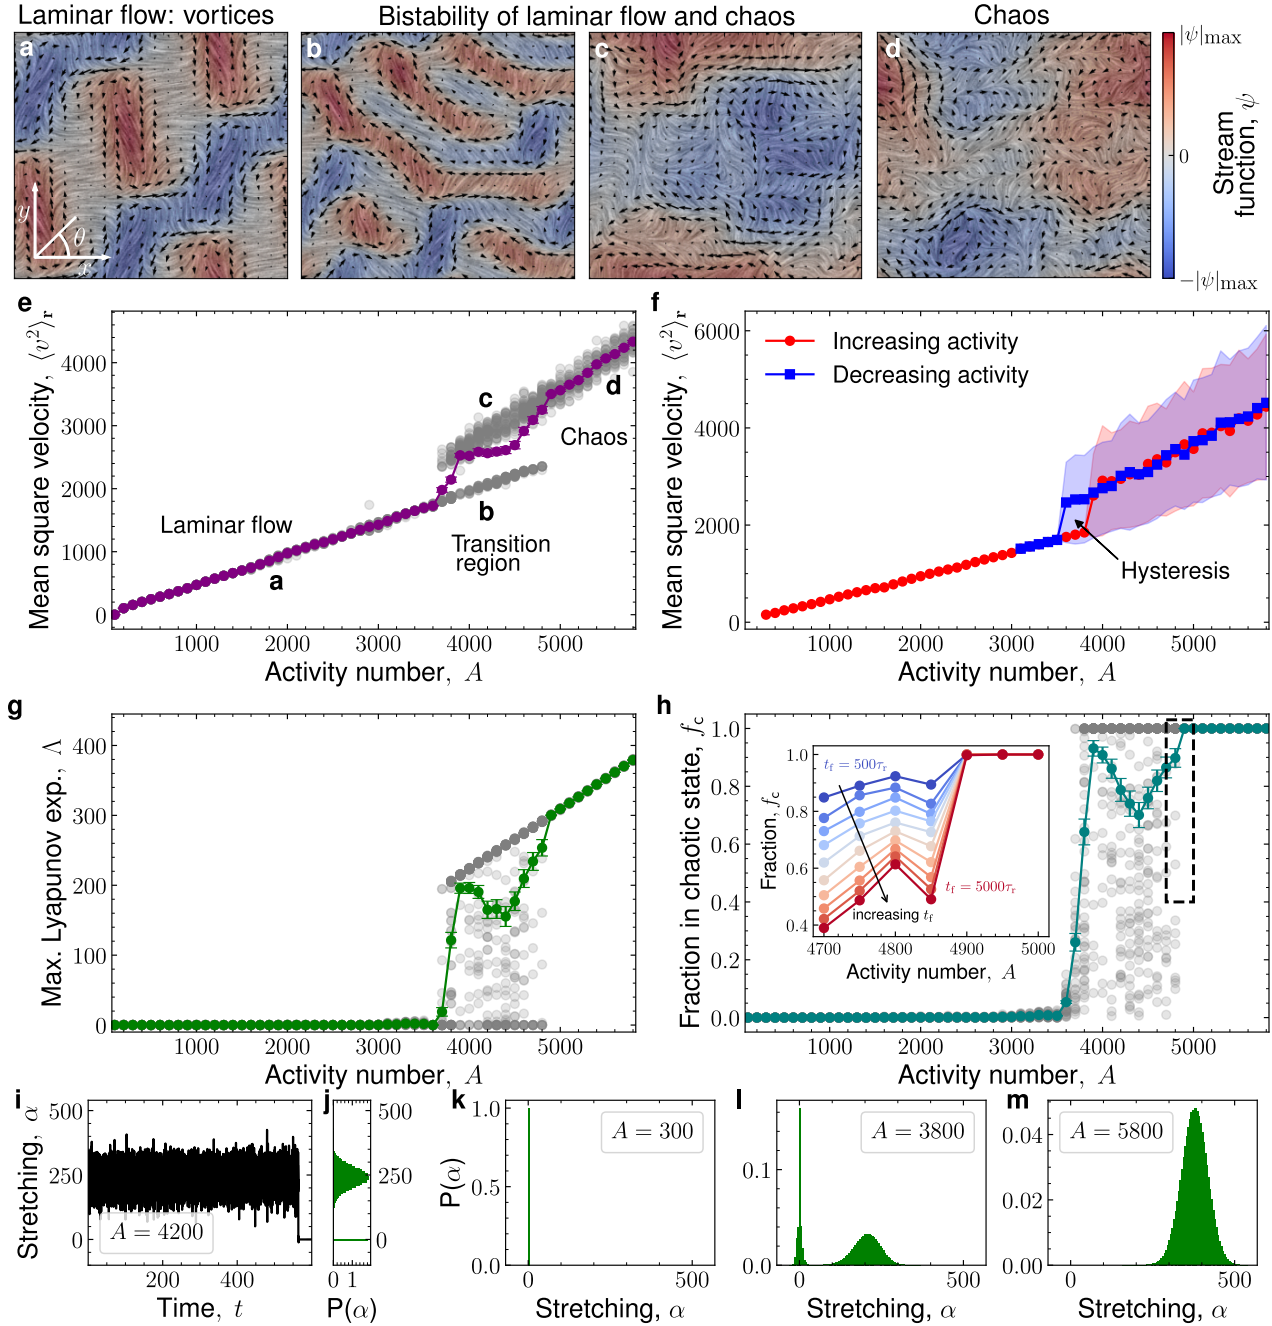 Laminar flow: vortices
Bistability of laminar flow and chaos
Chaos
a
b
c
d
y
θ
x
|ψ|max
0
−|ψ|max
Stream function, ψ
e
Mean square velocity, ⟨v²⟩r
4000
3000
2000
1000
0
Laminar flow
a
b
c
d
Chaos
Transition
region
1000 2000 3000 4000 5000
Activity number, A
f
Mean square velocity, ⟨v²⟩r
6000
4000
2000
0
Increasing activity
Decreasing activity
Hysteresis
1000 2000 3000 4000 5000
Activity number, A
g
Max. Lyapunov exp., Λ
400
300
200
100
0
1000 2000 3000 4000 5000
Activity number, A
h
Fraction in chaotic state, fc
1.0
0.8
0.6
0.4
0.2
0.0
1000 2000 3000 4000 5000
Activity number, A
Fraction, fc
1.0
0.8
0.6
0.4
tf = 500τr
tf = 5000τr
increasing tf
4700 4800 4900 5000
Activity number, A
i
Stretching, α
500
250
0
A = 4200
200 400
Time, t
j
500
250
0
0 1
P(α)
k
P(α)
1.0
0.5
0.0
A = 300
0 500
Stretching, α
l
0.1
0.0
A = 3800
0 500
Stretching, α
m
0.04
0.02
0.00
A = 5800
0 500
Stretching, α